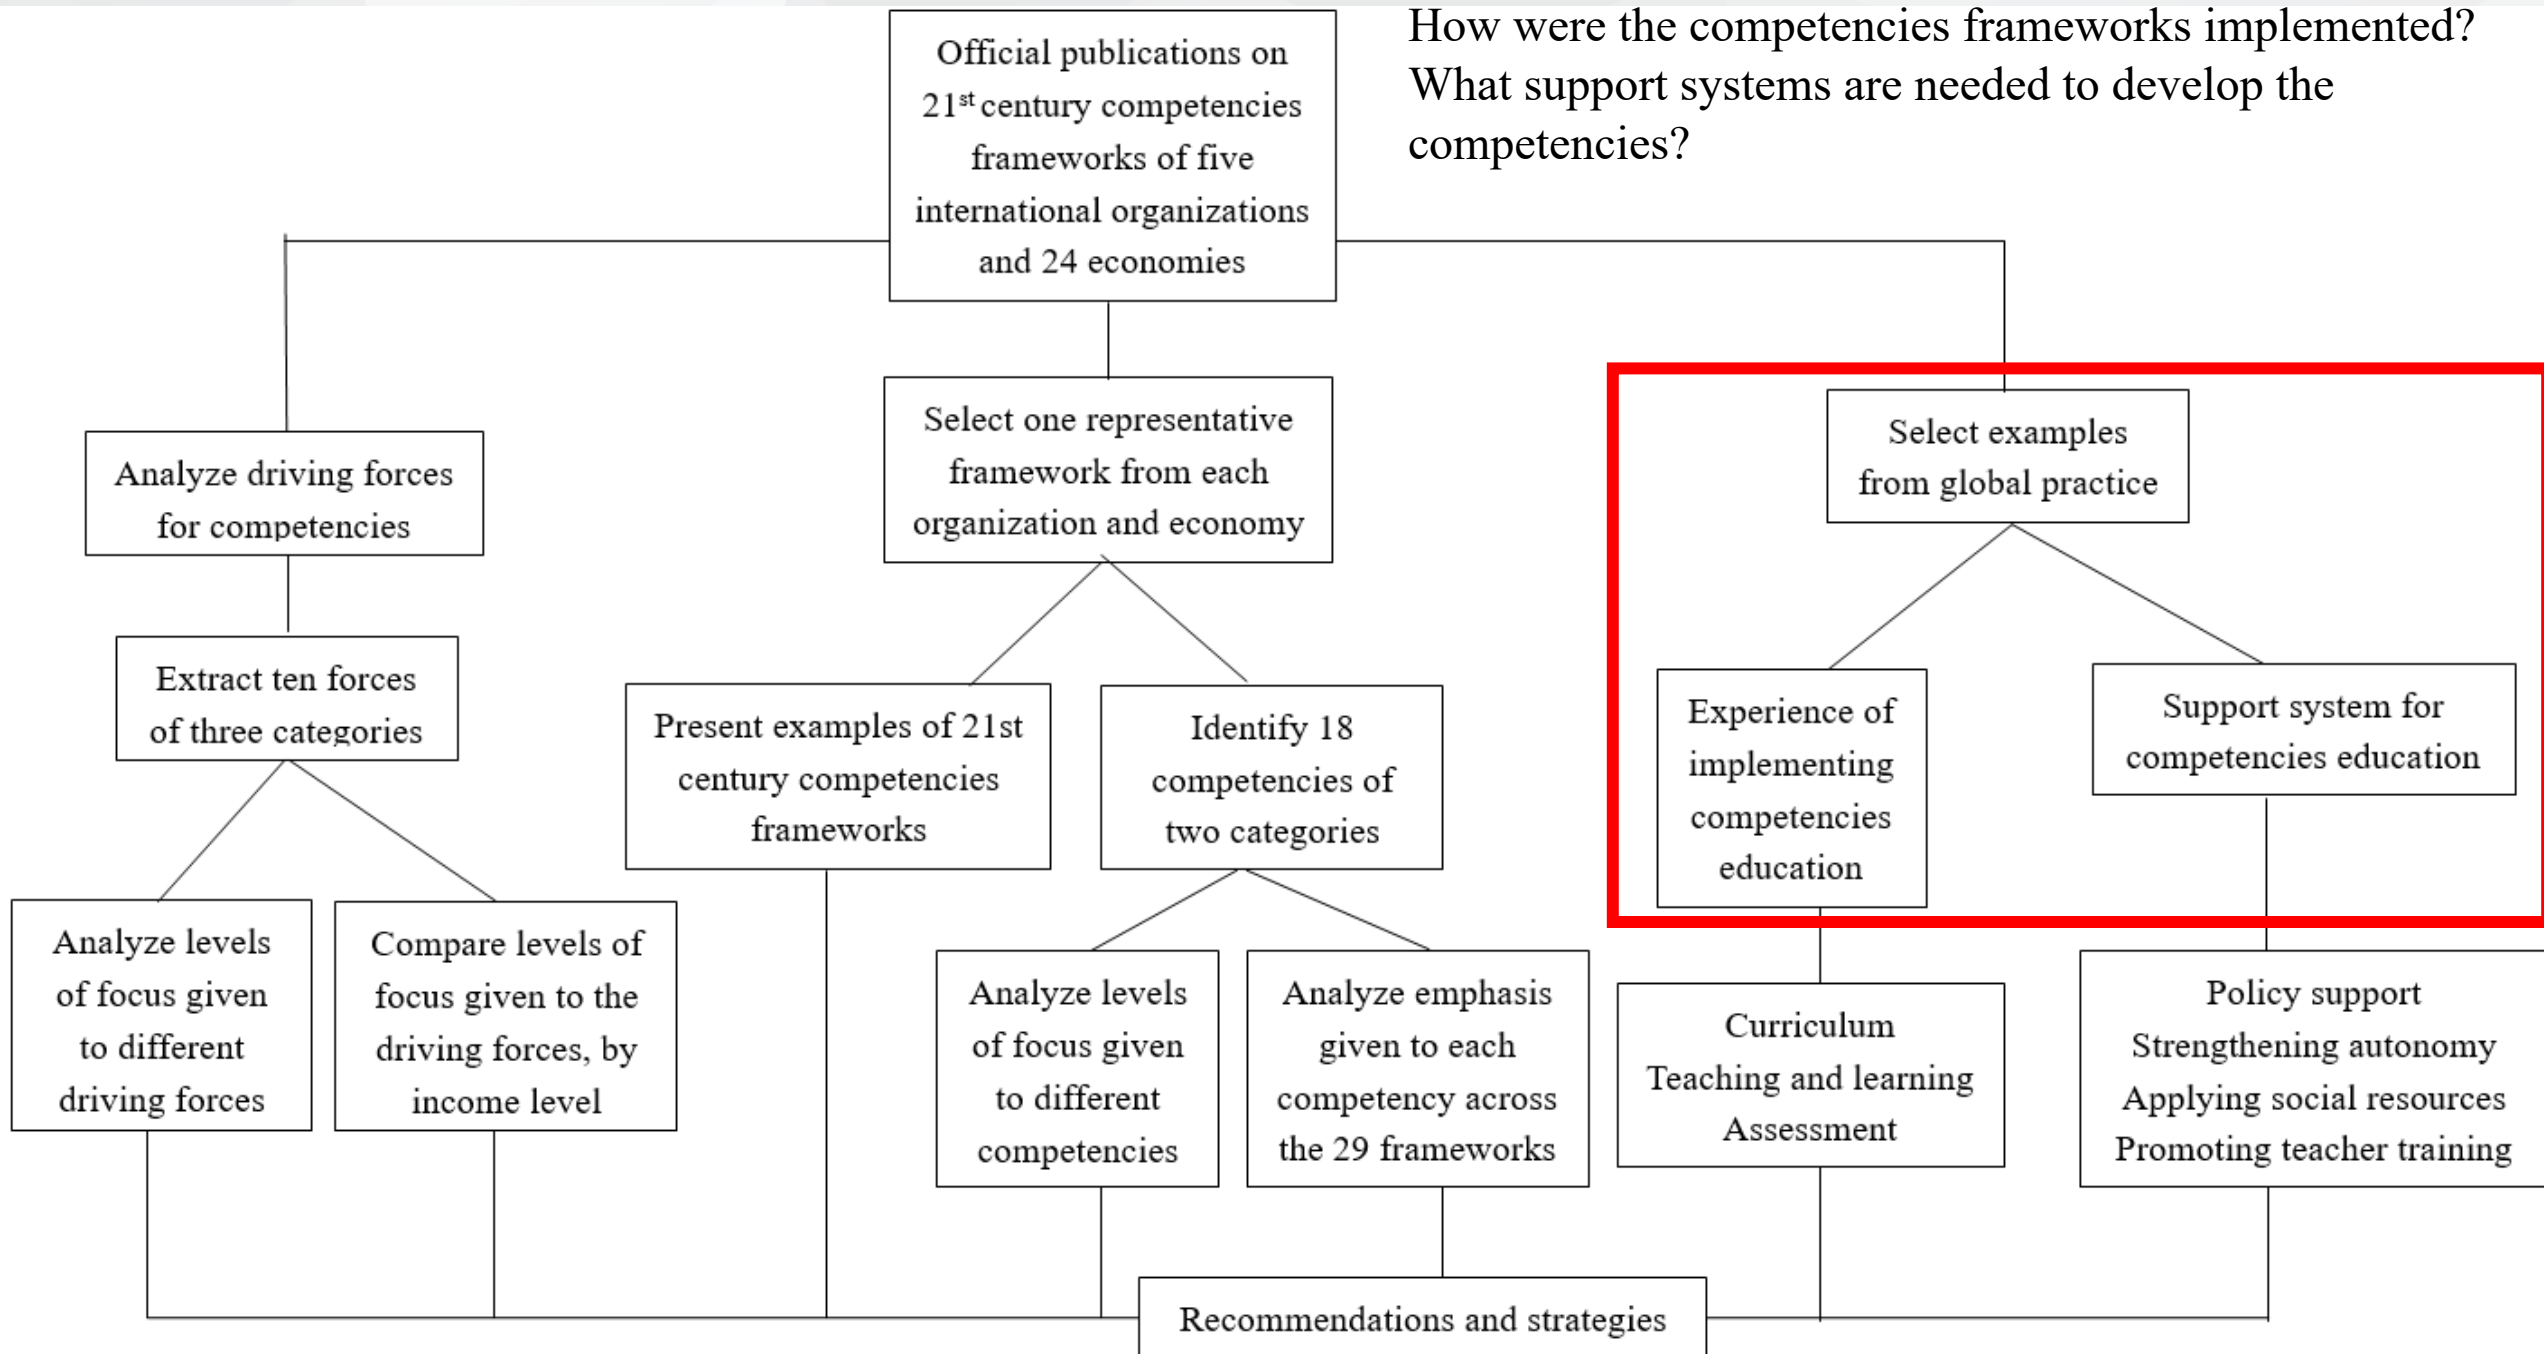 How were the competencies frameworks implemented?
What support systems are needed to develop the
competencies?
Official publications on
21st century competencies
frameworks of five
international organizations
and 24 economies
Analyze driving forces
for competencies
Select one representative
framework from each
organization and economy
Select examples
from global practice
Extract ten forces
of three categories
Present examples of 21st
century competencies
frameworks
Identify 18
competencies of
two categories
Experience of
implementing
competencies
education
Support system for
competencies education
Analyze levels
of focus given
to different
driving forces
Compare levels of
focus given to the
driving forces, by
income level
Analyze levels
of focus given
to different
competencies
Analyze emphasis
given to each
competency across
the 29 frameworks
Curriculum
Teaching and learning
Assessment
Policy support
Strengthening autonomy
Applying social resources
Promoting teacher training
Recommendations and strategies